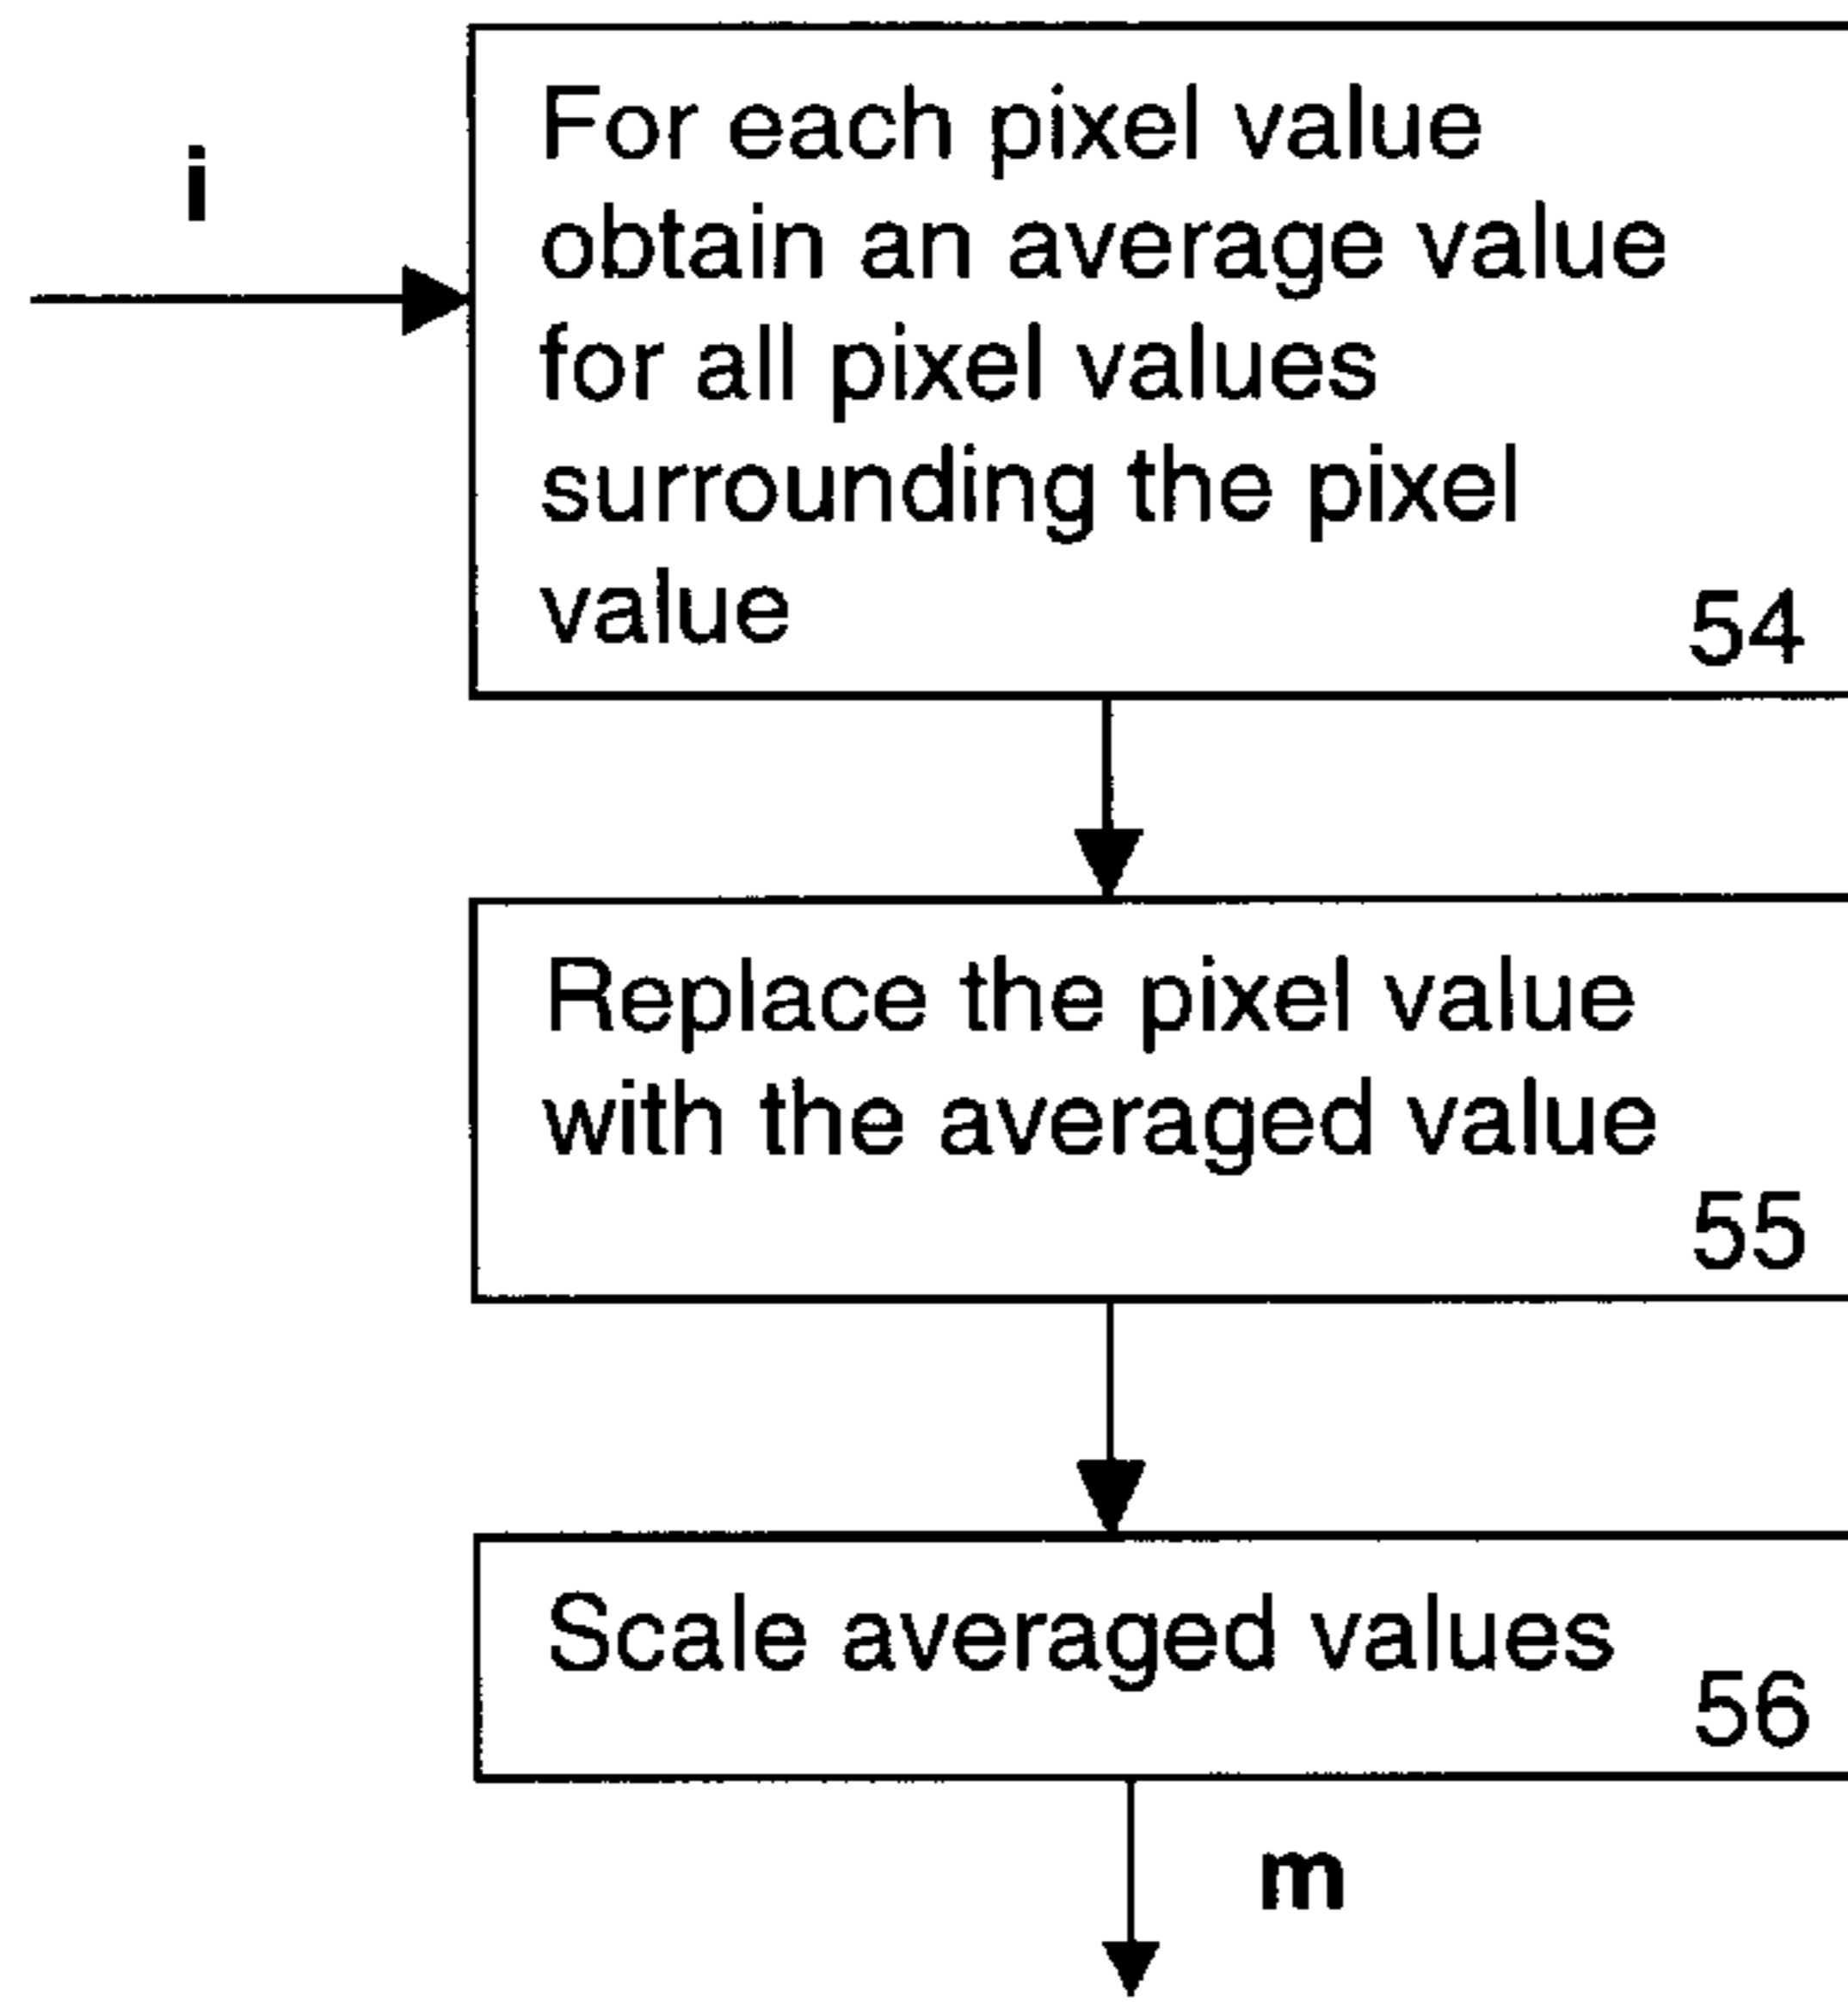 i
For each pixel value
obtain an average value
for all pixel values
surrounding the pixel
value
54
Replace the pixel value
with the averaged value
55
Scale averaged values
56
m